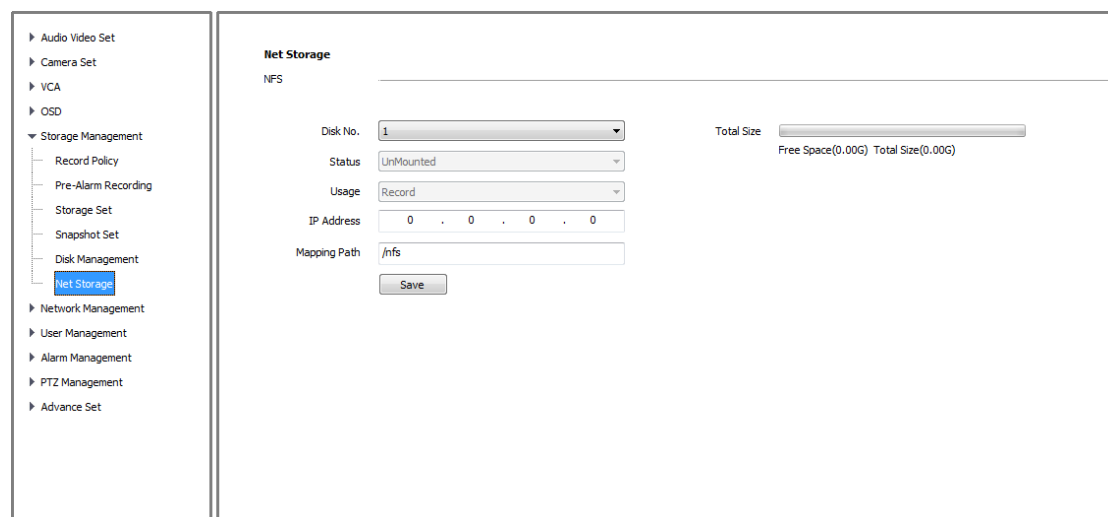 Audio Video Set
Camera Set
VCA
OSD
Storage Management
Record Policy
Pre-Alarm Recording
Storage Set
Snapshot Set
Disk Management
Net Storage
Network Management
User Management
Alarm Management
PTZ Management
Advance Set
Net Storage
NFS
Disk No. 1
Status UnMounted
Usage Record
IP Address 0 . 0 . 0 . 0
Mapping Path /nfs
Save
Total Size
Free Space(0.00G) Total Size(0.00G)